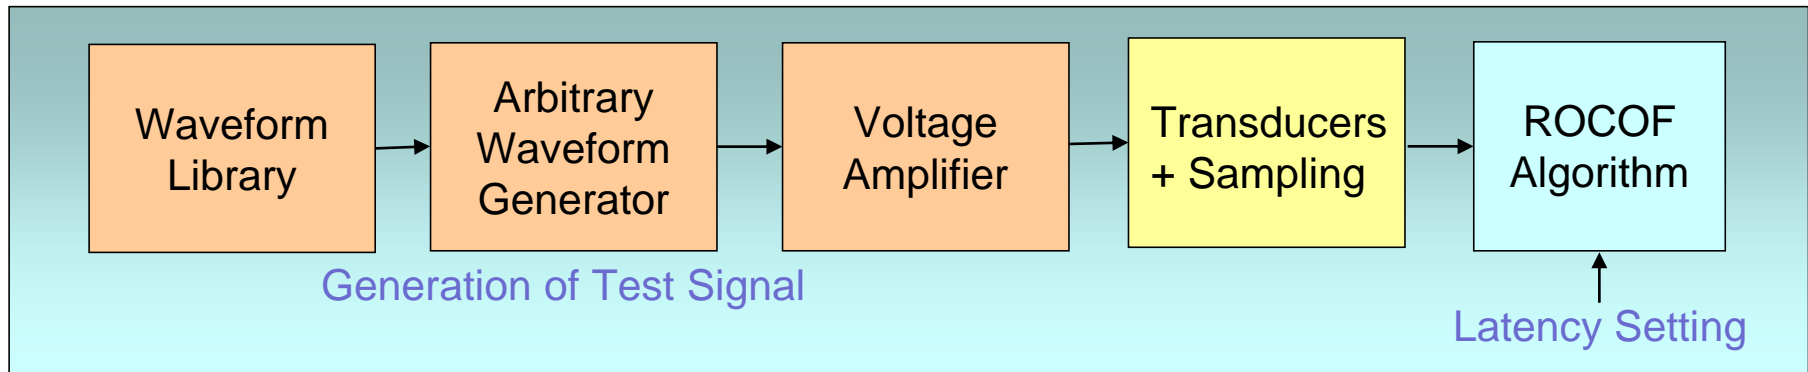 Waveform
Library
Arbitrary
Waveform
Generator
Voltage
Amplifier
Transducers
+ Sampling
ROCOF
Algorithm
Generation of Test Signal
Latency Setting